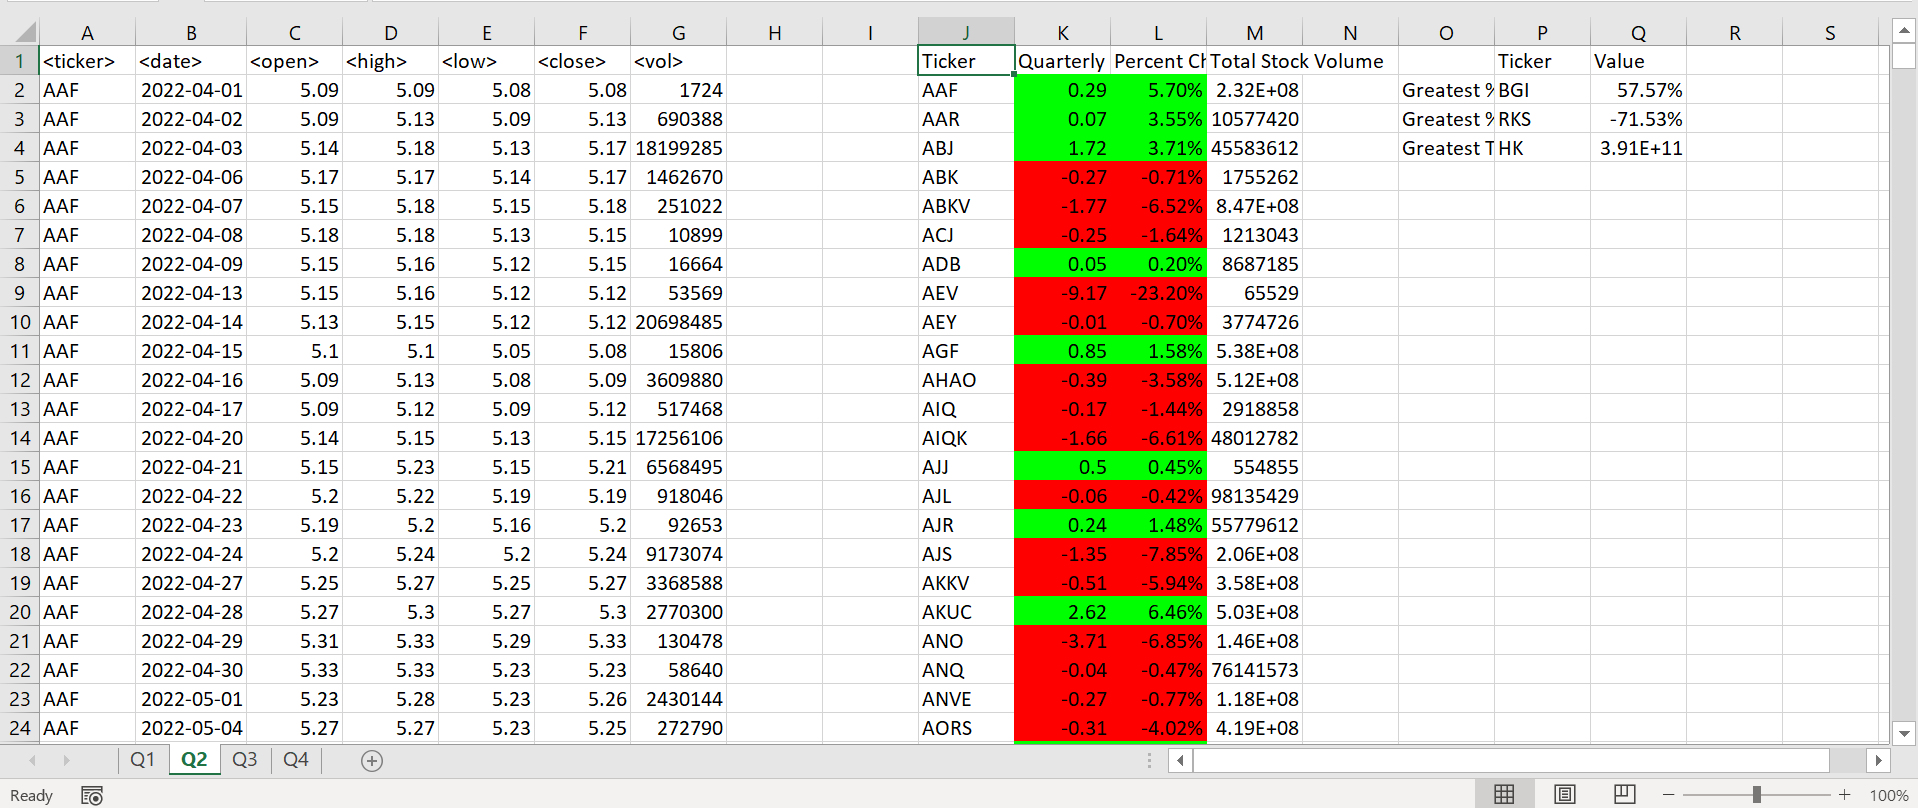 A B C D E F G H I J K L M N O P Q R S
1 <ticker> <date> <open> <high> <low> <close> <vol> Ticker Quarterly Percent Ch Total Stock Volume Ticker Value
2 AAF 2022-04-01 5.09 5.09 5.08 5.08 1724 AAF 0.29 5.70% 2.32E+08 Greatest % BGI 57.57%
3 AAF 2022-04-02 5.09 5.13 5.09 5.13 690388 AAR 0.07 3.55% 10577420 Greatest % RKS -71.53%
4 AAF 2022-04-03 5.14 5.18 5.13 5.17 18199285 ABJ 1.72 3.71% 45583612 Greatest T HK 3.91E+11
5 AAF 2022-04-06 5.17 5.17 5.14 5.17 1462670 ABK -0.27 -0.71% 1755262
6 AAF 2022-04-07 5.15 5.18 5.15 5.18 251022 ABKV -1.77 -6.52% 8.47E+08
7 AAF 2022-04-08 5.18 5.18 5.13 5.15 10899 ACJ -0.25 -1.64% 1213043
8 AAF 2022-04-09 5.15 5.16 5.12 5.15 16664 ADB 0.05 0.20% 8687185
9 AAF 2022-04-13 5.15 5.16 5.12 5.12 53569 AEV -9.17 -23.20% 65529
10 AAF 2022-04-14 5.13 5.15 5.12 5.12 20698485 AEY -0.01 -0.70% 3774726
11 AAF 2022-04-15 5.1 5.1 5.05 5.08 15806 AGF 0.85 1.58% 5.38E+08
12 AAF 2022-04-16 5.09 5.13 5.08 5.09 3609880 AHAO -0.39 -3.58% 5.12E+08
13 AAF 2022-04-17 5.09 5.12 5.09 5.12 517468 AIQ -0.17 -1.44% 2918858
14 AAF 2022-04-20 5.14 5.15 5.13 5.15 17256106 AIQK -1.66 -6.61% 48012782
15 AAF 2022-04-21 5.15 5.23 5.15 5.21 6568495 AJJ 0.5 0.45% 554855
16 AAF 2022-04-22 5.2 5.22 5.19 5.19 918046 AJL -0.06 -0.42% 98135429
17 AAF 2022-04-23 5.19 5.2 5.16 5.2 92653 AJR 0.24 1.48% 55779612
18 AAF 2022-04-24 5.2 5.24 5.2 5.24 9173074 AJS -1.35 -7.85% 2.06E+08
19 AAF 2022-04-27 5.25 5.27 5.25 5.27 3368588 AKKV -0.51 -5.94% 3.58E+08
20 AAF 2022-04-28 5.27 5.3 5.27 5.3 2770300 AKUC 2.62 6.46% 5.03E+08
21 AAF 2022-04-29 5.31 5.33 5.29 5.33 130478 ANO -3.71 -6.85% 1.46E+08
22 AAF 2022-04-30 5.33 5.33 5.23 5.23 58640 ANQ -0.04 -0.47% 76141573
23 AAF 2022-05-01 5.23 5.28 5.23 5.26 2430144 ANVE -0.27 -0.77% 1.18E+08
24 AAF 2022-05-04 5.27 5.27 5.23 5.25 272790 AORS -0.31 -4.02% 4.19E+08
Q1 Q2 Q3 Q4
Ready 100%